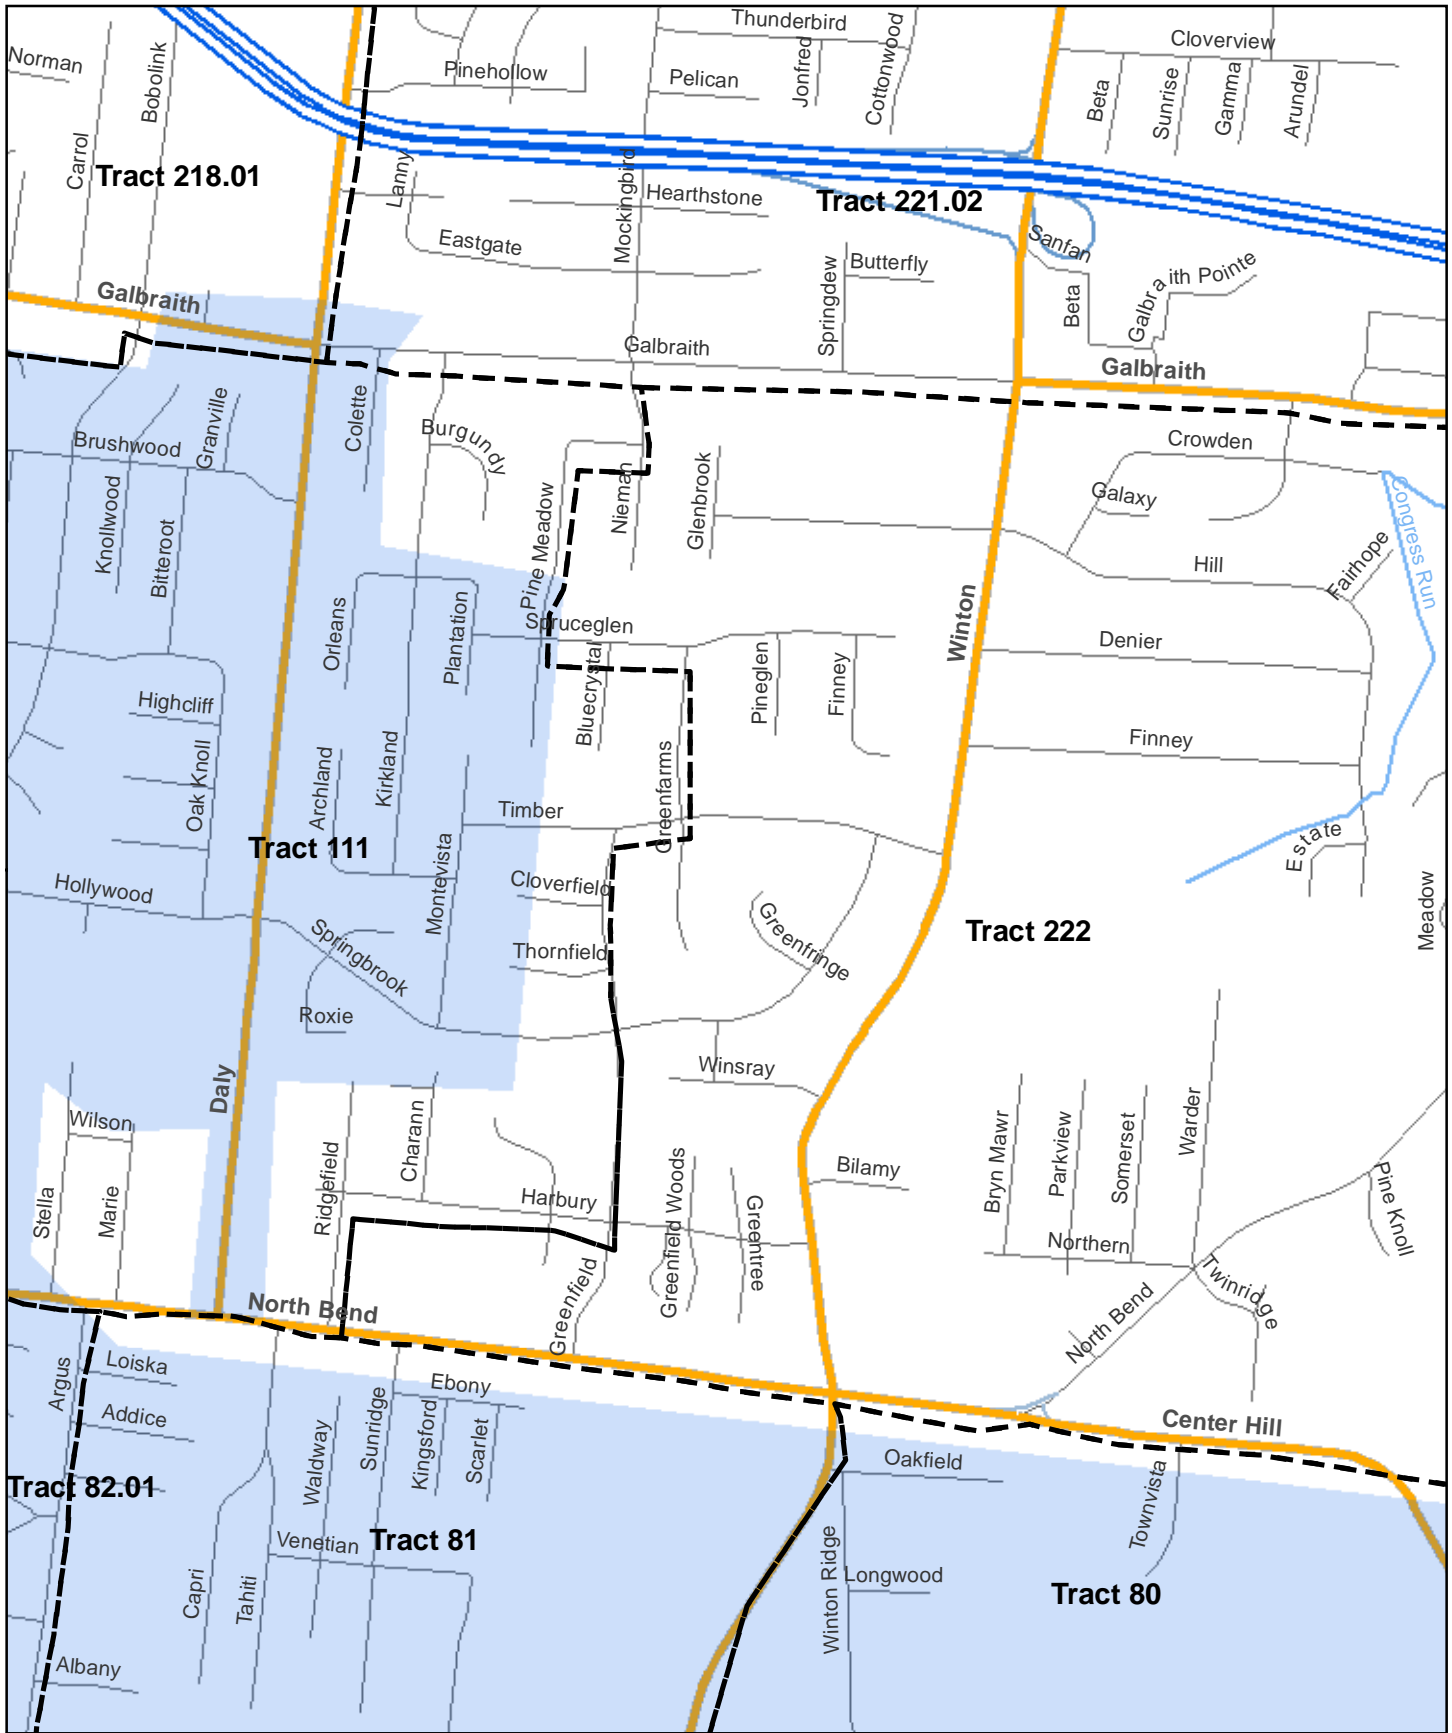 Thunderbird
Cloverview
Norman
Bobolink
Pinehollow
Pelican
Jonfred
Cottonwood
Beta
Sunrise
Gamma
Arundel
Carrol
Tract 218.01
Lanny
Mockingbird
Hearthstone
Tract 221.02
Eastgate
Sanfan
Butterfly
Springdew
Beta
Galbraith Pointe
Galbraith
Galbraith
Galbraith
Colette
Granville
Brushwood
Burgundy
Crowden
Knollwood
Bitteroot
Nieman
Glenbrook
Galaxy
Congress Run
Pine Meadow
Hill
Fairhope
Orleans
Plantation
Spruceglen
Winton
Denier
Highcliff
Bluecrystal
Pineglen
Finney
Finney
Oak Knoll
Archland
Kirkland
Timber
Greenfarms
Tract 111
Estate
Montevista
Hollywood
Cloverfield
Meadow
Springbrook
Thornfield
Greenfringe
Tract 222
Roxie
Winsray
Daly
Wilson
Charann
Bryn Mawr
Parkview
Somerset
Warder
Ridgefield
Bilamy
Stella
Marie
Harbury
Greenfield Woods
Greentree
Pine Knoll
Northern
Greenfield
Twinridge
North Bend
North Bend
Argus
Loiska
Ebony
Addice
Waldway
Sunridge
Kingsford
Scarlet
Center Hill
Oakfield
Tract 82.01
Townvista
Venetian
Tract 81
Capri
Tahiti
Winton Ridge
Longwood
Tract 80
Albany